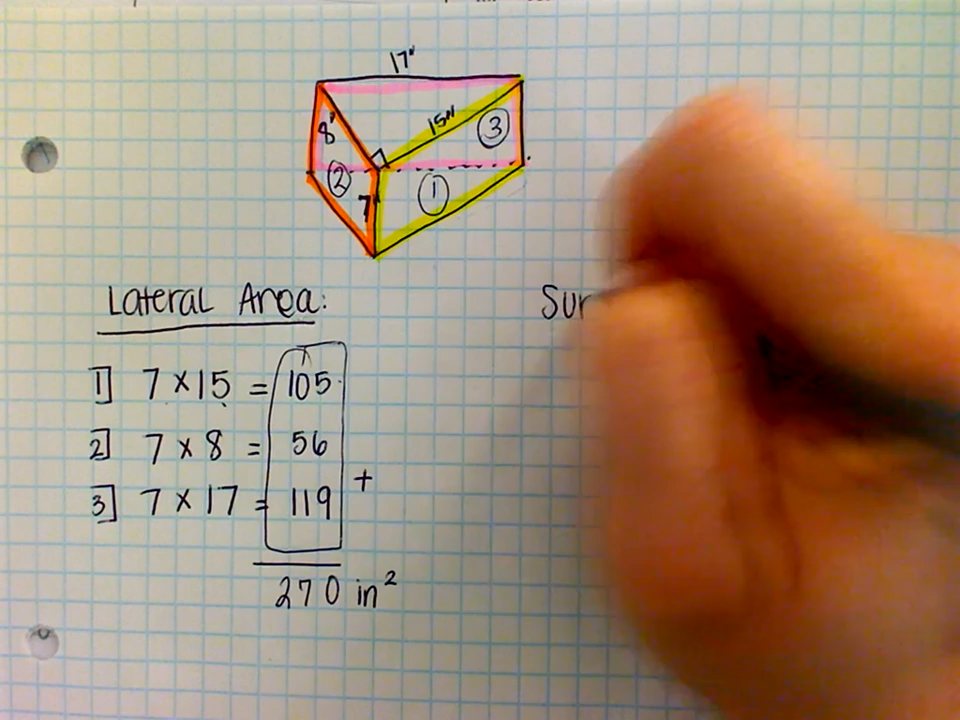 17"
8"
15"
3
2
1
7
Lateral Area:
1] 7 × 15 = 105
2] 7 × 8 = 56
3] 7 × 17 = 119
+
270 in²